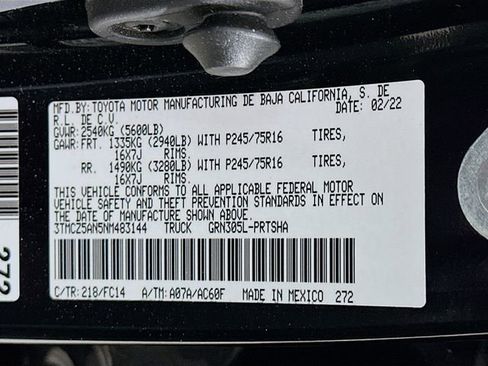 MFD.BY: TOYOTA MOTOR MANUFACTURING DE BAJA CALIFORNIA, S. DE
R.L. DE C.V. DATE: 02/22
GVWR: 2540KG (5600LB)
GAWR: FRT. 1335KG (2940LB) WITH P245/75R16 TIRES,
16X7J RIMS.
RR. 1490KG (3280LB) WITH P245/75R16 TIRES,
16X7J RIMS.
THIS VEHICLE CONFORMS TO ALL APPLICABLE FEDERAL MOTOR
VEHICLE SAFETY AND THEFT PREVENTION STANDARDS IN EFFECT
ON THE DATE OF MANUFACTURE SHOWN ABOVE.
3TMCZ5AN5NM483144 TRUCK GRN305L-PRTSHA
C/TR: 218/FC14 A/TM: A07A/AC60F MADE IN MEXICO 272
272